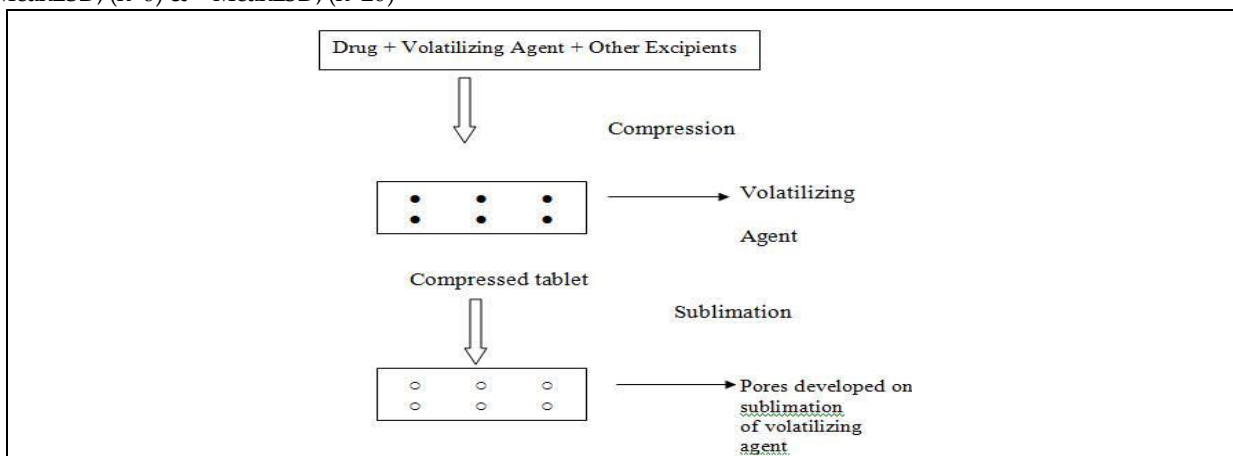 Drug + Volatilizing Agent + Other Excipients
Compression
Volatilizing
Agent
Compressed tablet
Sublimation
Pores developed on
sublimation
of volatilizing
agent